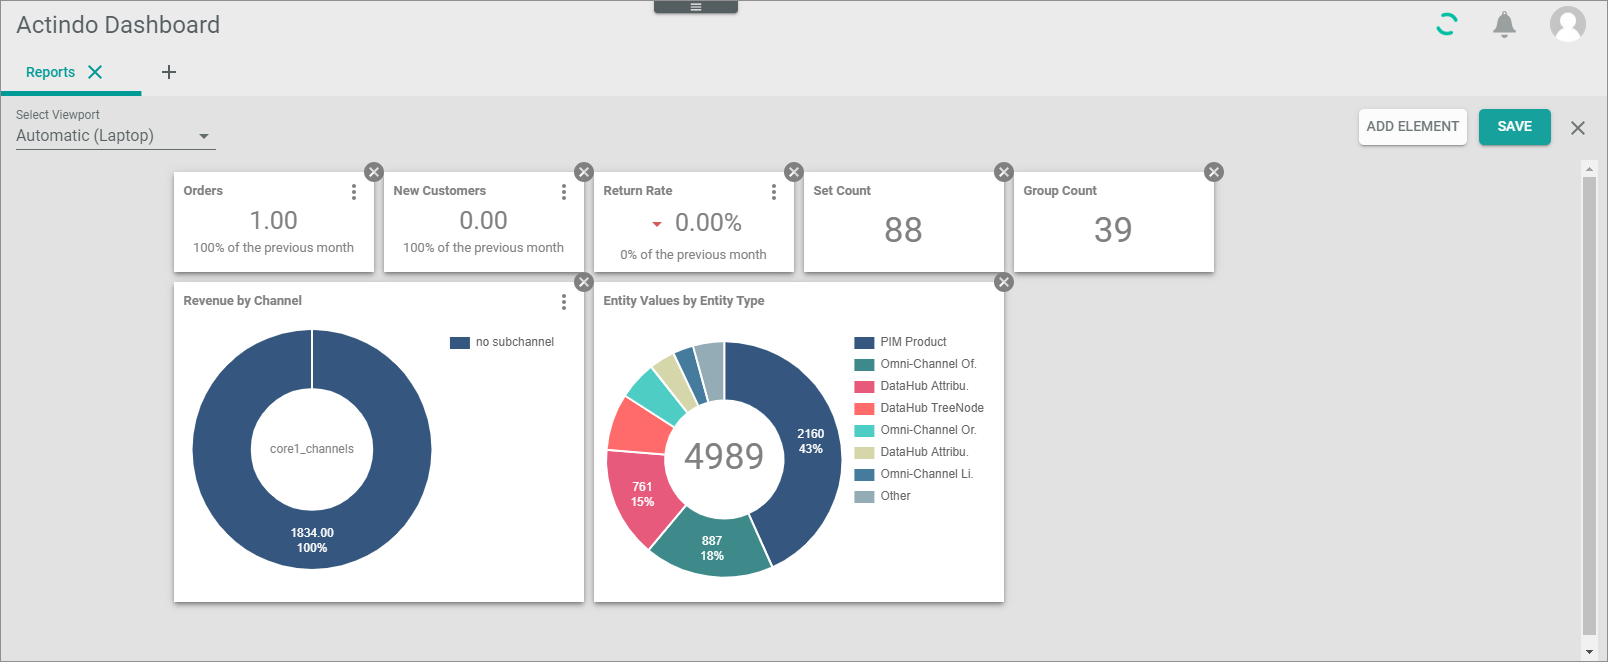 Actindo Dashboard
Reports
Select Viewport
Automatic (Laptop)
ADD ELEMENT
SAVE
Orders
1.00
100% of the previous month
New Customers
0.00
100% of the previous month
Return Rate
0.00%
0% of the previous month
Set Count
88
Group Count
39
Revenue by Channel
no subchannel
core1_channels
1834.00
100%
Entity Values by Entity Type
4989
2160
43%
761
15%
887
18%
PIM Product
Omni-Channel Of.
DataHub Attribu.
DataHub TreeNode
Omni-Channel Or.
DataHub Attribu.
Omni-Channel Li.
Other